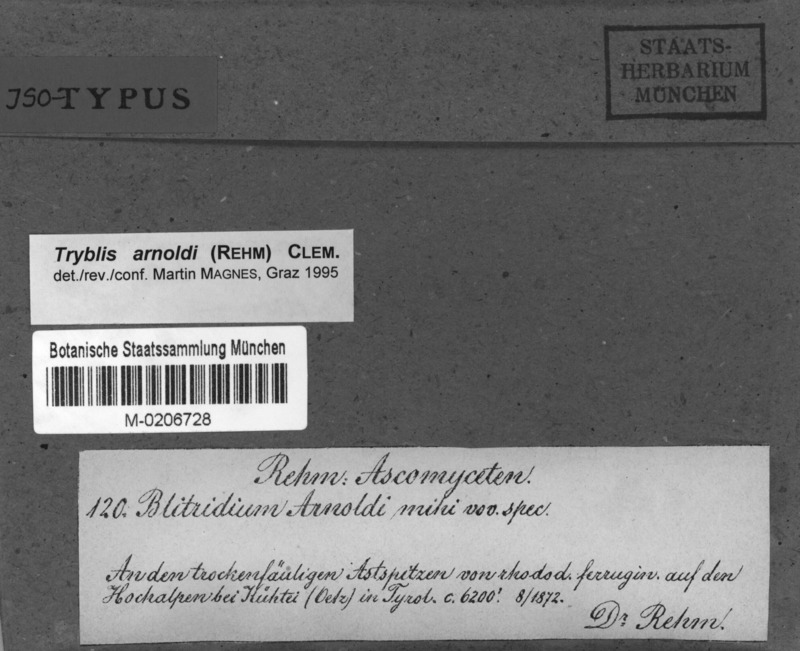 STAATS-
HERBARIUM
MÜNCHEN
ISO-TYPUS
Tryblis arnoldi (REHM) CLEM.
det./rev./conf. Martin MAGNES, Graz 1995
Botanische Staatssammlung München
M-0206728
Rehm: Ascomyceten.
120. Blitridium Arnoldi mihi vov. spec.
An den trockenfäuligen Astspitzen von rhodod. ferrugin. auf den
Hochalpen bei Kühtei (Oetz) in Tyrol. c. 6200'. 8/1872.
Dr Rehm.